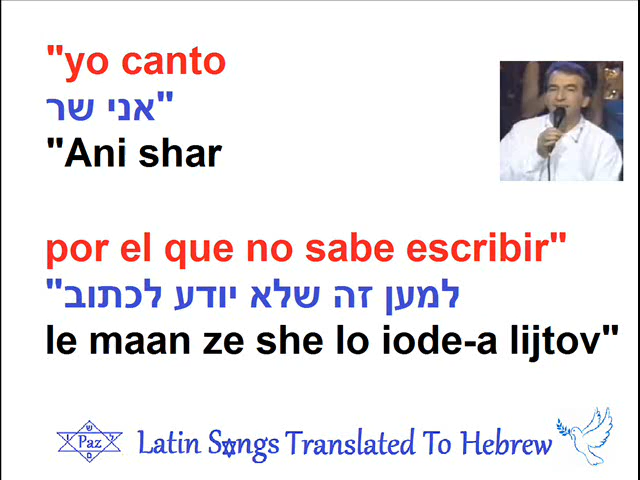 "yo canto
"אני שר
"Ani shar
por el que no sabe escribir"
למען זה שלא יודע לכתוב"
le maan ze she lo iode-a lijtov"
ש
י Paz ל
ם
Latin Songs Translated To Hebrew